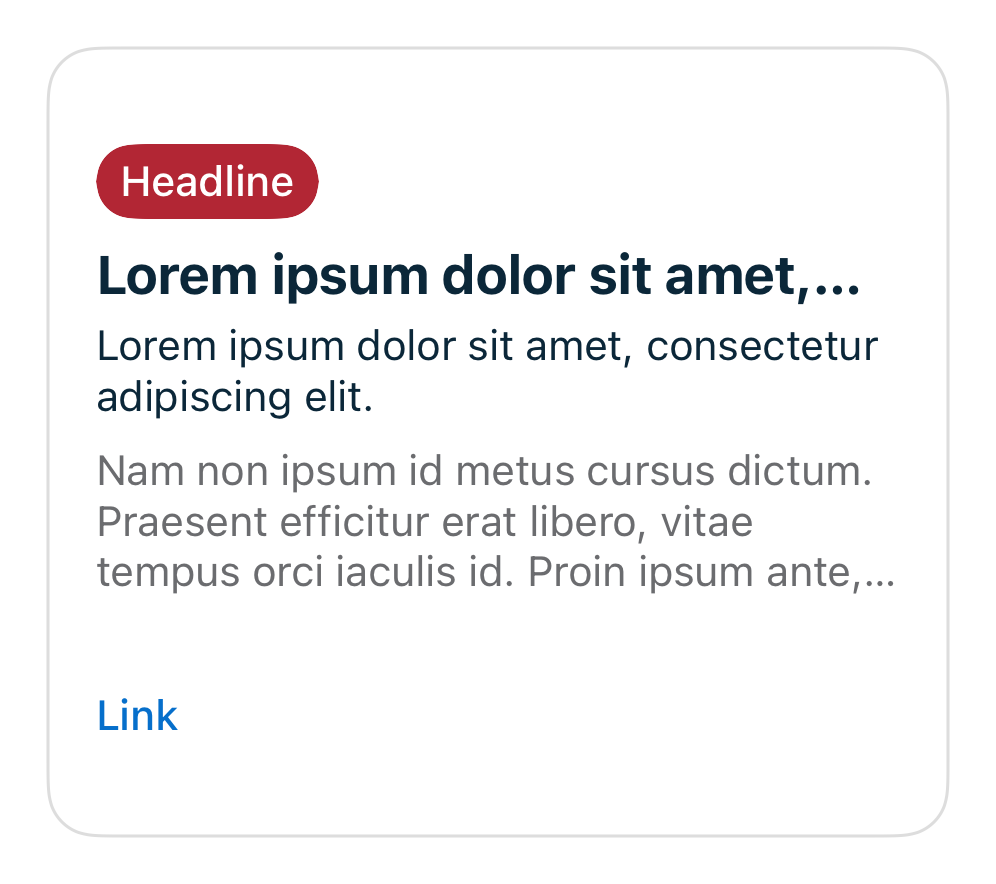 Headline
Lorem ipsum dolor sit amet,...
Lorem ipsum dolor sit amet, consectetur
adipiscing elit.
Nam non ipsum id metus cursus dictum.
Praesent efficitur erat libero, vitae
tempus orci iaculis id. Proin ipsum ante,...
Link